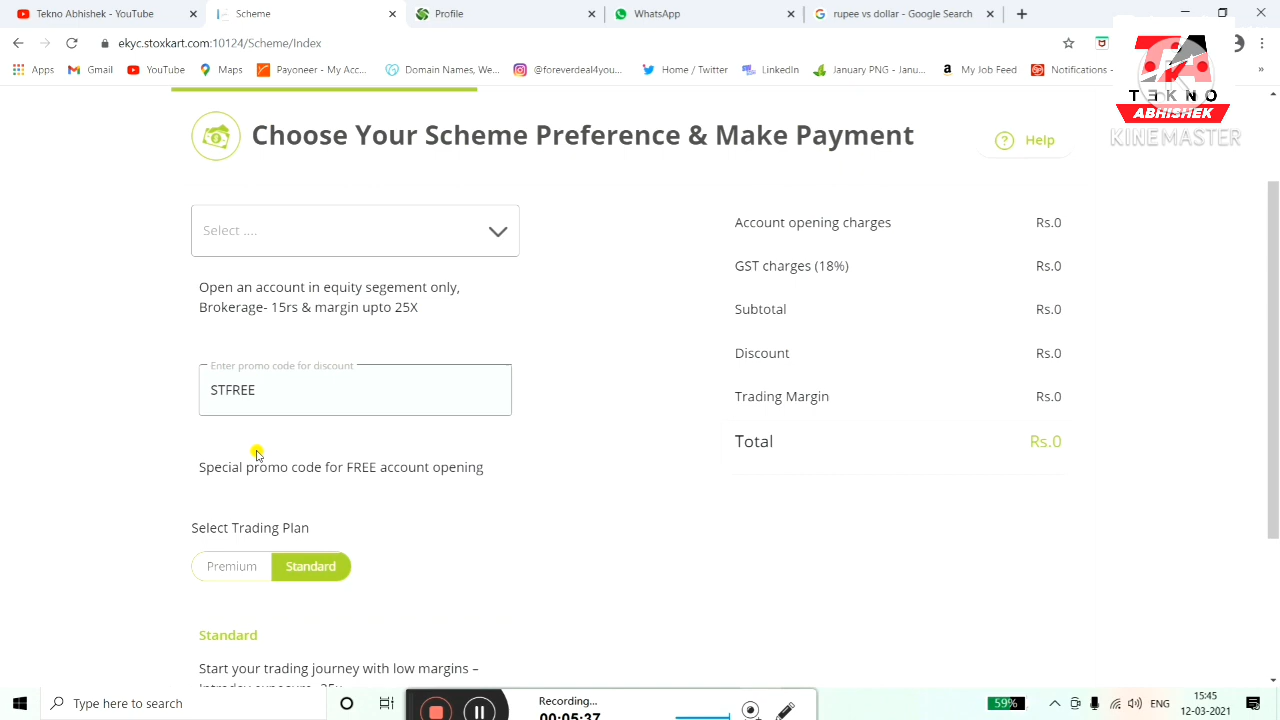 Tekno Abhishek - YouTube
Scheme
Profile
WhatsApp
rupee vs dollar - Google Search
ekyc.stoxkart.com:10124/Scheme/Index
Apps
Gmail
YouTube
Maps
Payoneer - My Acc...
Domain Names, We...
@foreverdeal4you...
Home / Twitter
LinkedIn
January PNG - Janu...
My Job Feed
Notifications -
TEKNO
ABHISHEK
KINEMASTER
Choose Your Scheme Preference & Make Payment
Help
Select ....
Open an account in equity segement only,
Brokerage- 15rs & margin upto 25X
Enter promo code for discount
STFREE
Special promo code for FREE account opening
Select Trading Plan
Premium
Standard
Standard
Start your trading journey with low margins –
Account opening charges Rs.0
GST charges (18%) Rs.0
Subtotal Rs.0
Discount Rs.0
Trading Margin Rs.0
Total Rs.0
Type here to search
Recording...
00:05:37
59%
ENG
15:45
12-03-2021